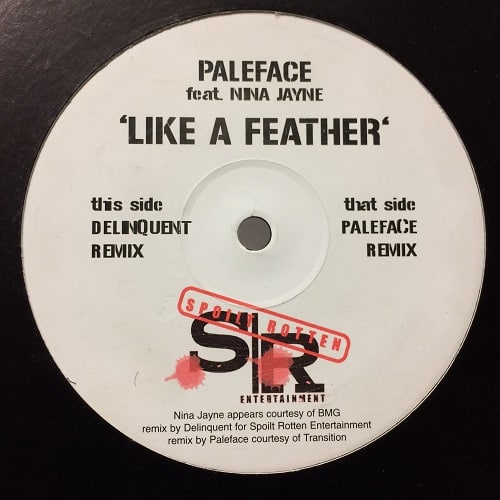 PALEFACE
feat. NINA JAYNE
'LIKE A FEATHER'
this side
DELINQUENT
REMIX
that side
PALEFACE
REMIX
SPOILT ROTTEN
S|R
ENTERTAINMENT
Nina Jayne appears courtesy of BMG
remix by Delinquent for Spoilt Rotten Entertainment
remix by Paleface courtesy of Transition